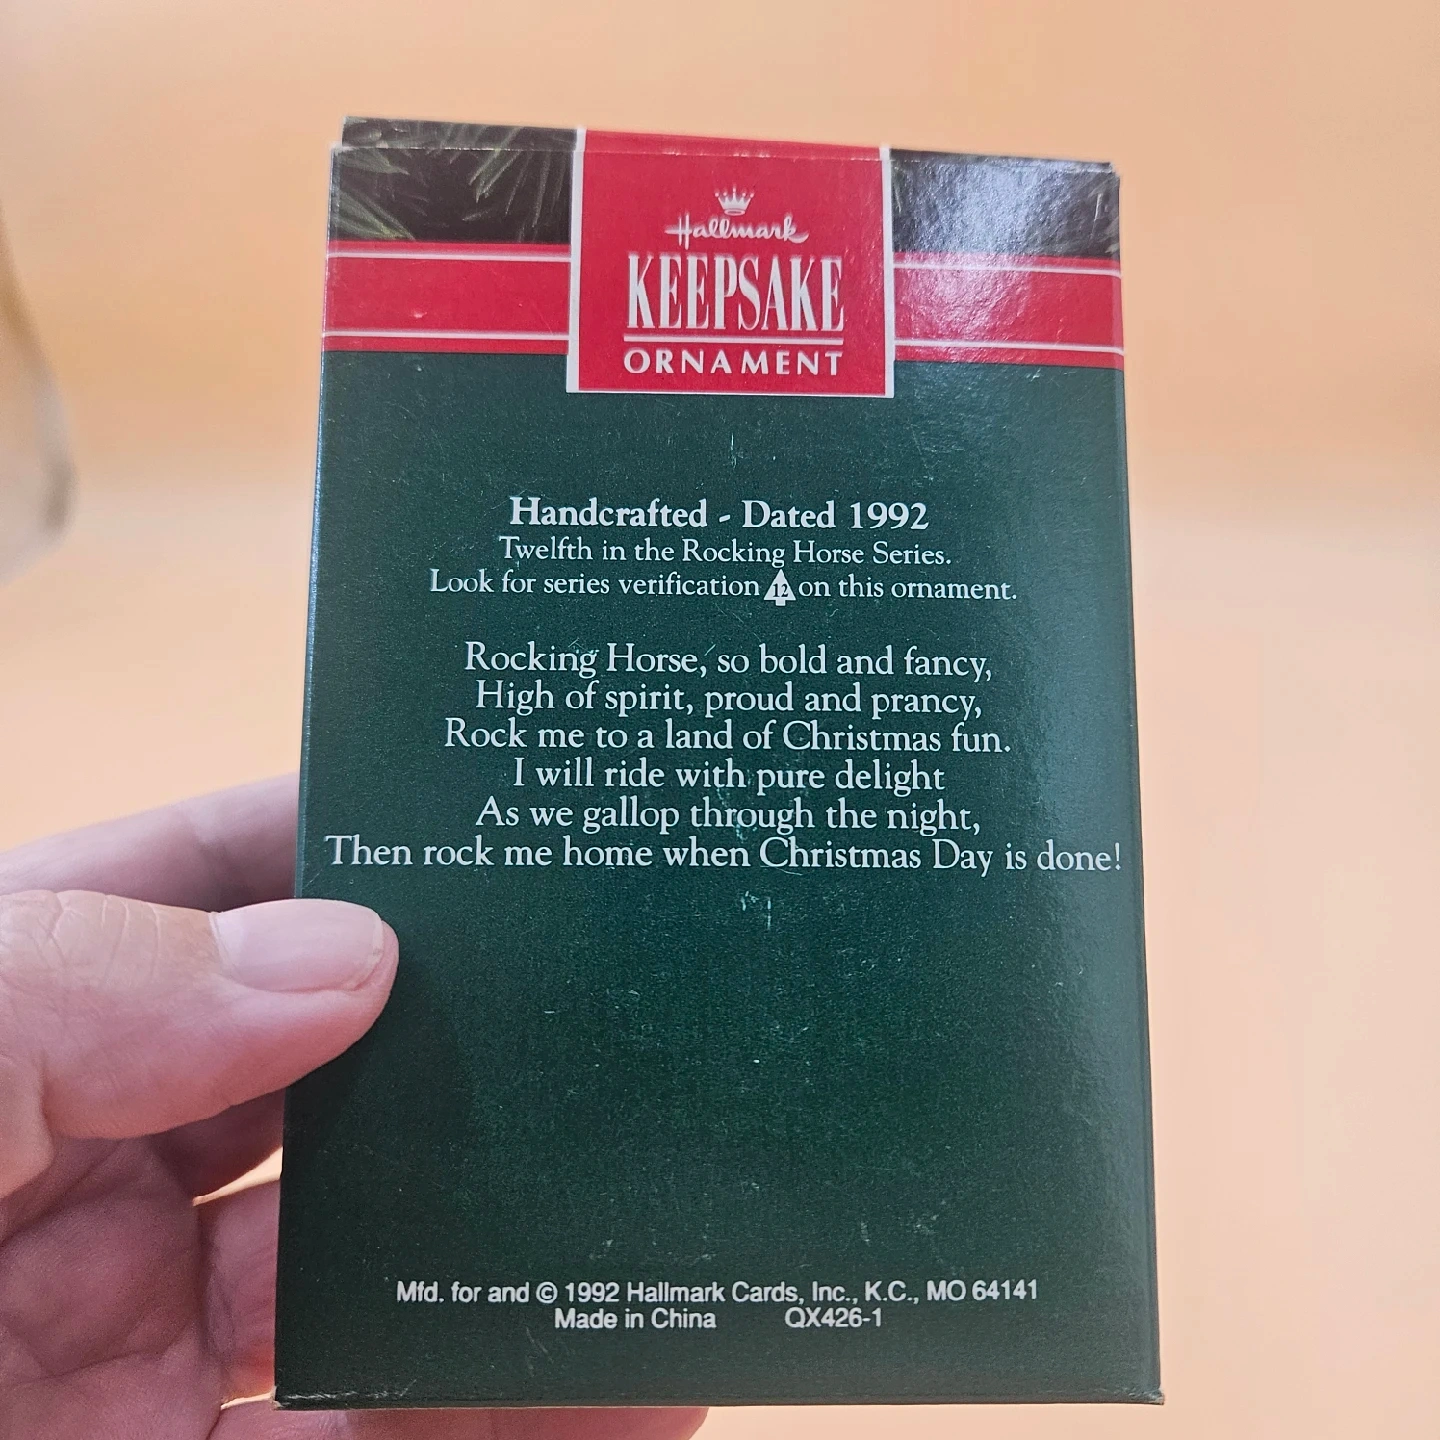 Hallmark
KEEPSAKE
ORNAMENT
Handcrafted - Dated 1992
Twelfth in the Rocking Horse Series.
Look for series verification 12 on this ornament.
Rocking Horse, so bold and fancy,
High of spirit, proud and prancy,
Rock me to a land of Christmas fun.
I will ride with pure delight
As we gallop through the night,
Then rock me home when Christmas Day is done!
Mfd. for and © 1992 Hallmark Cards, Inc., K.C., MO 64141
Made in China QX426-1